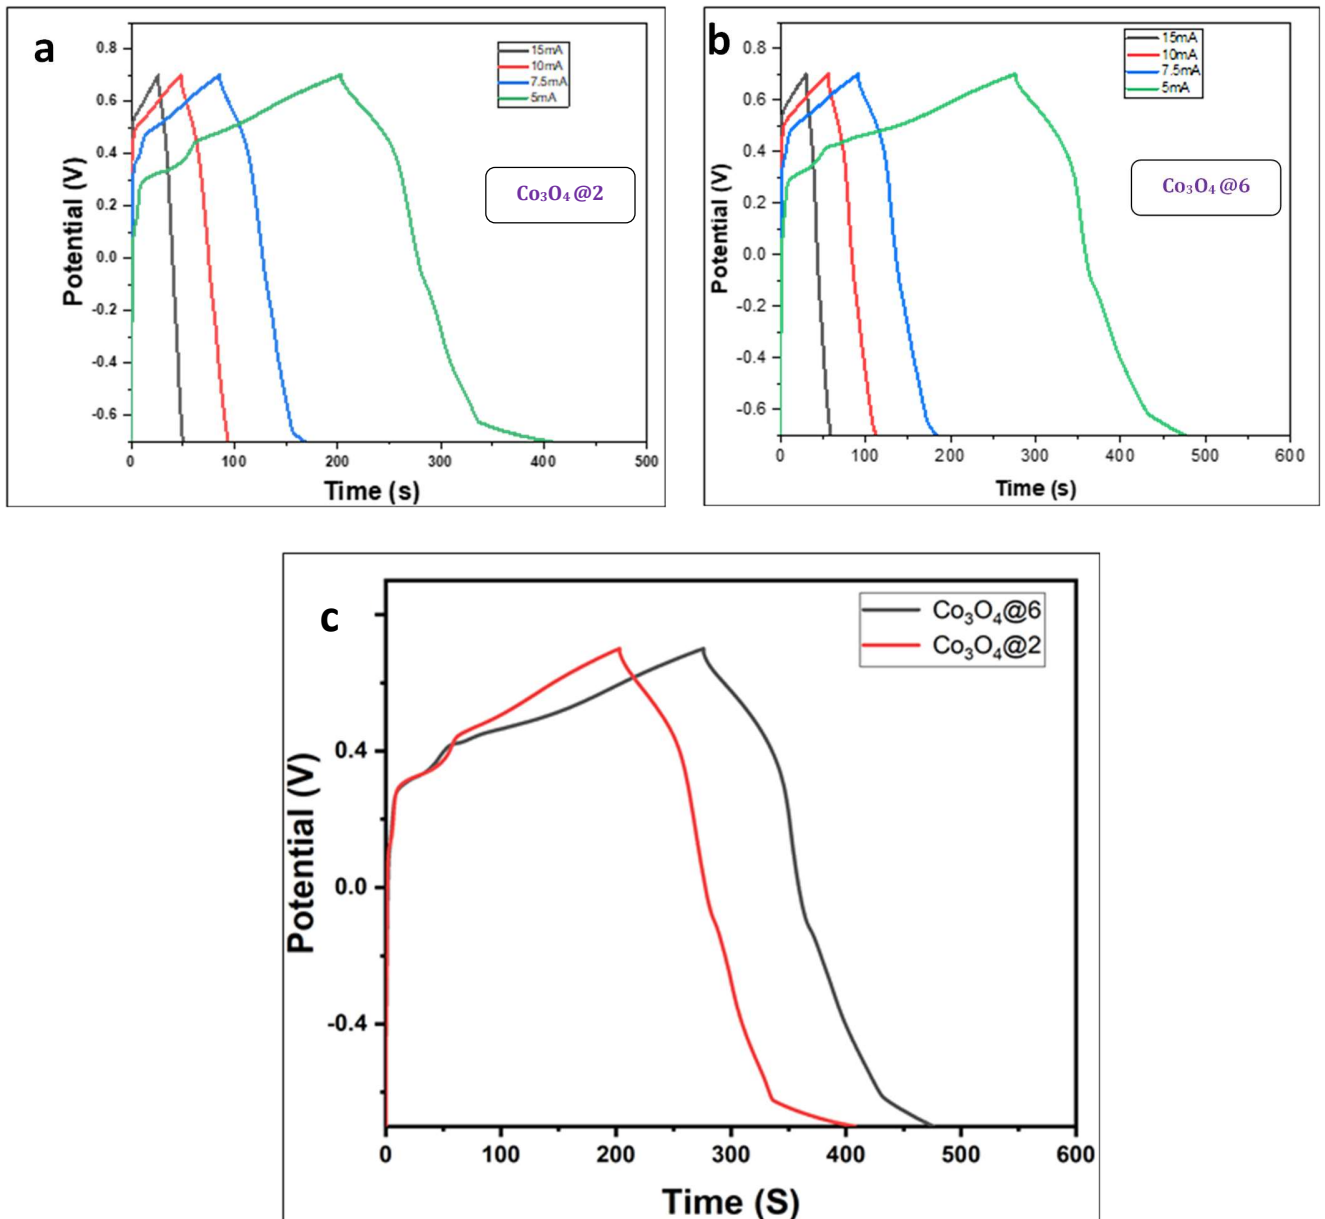 a
0.8
0.6
0.4
0.2
0.0
-0.2
-0.4
-0.6
Potential (V)
15mA
10mA
7.5mA
5mA
Co₃O₄@2
0 100 200 300 400 500
Time (s)
b
0.8
0.6
0.4
0.2
0.0
-0.2
-0.4
-0.6
Potential (V)
15mA
10mA
7.5mA
5mA
Co₃O₄@6
0 100 200 300 400 500 600
Time (s)
c
Co₃O₄@6
Co₃O₄@2
0.4
0.0
-0.4
Potential (V)
0 100 200 300 400 500 600
Time (S)